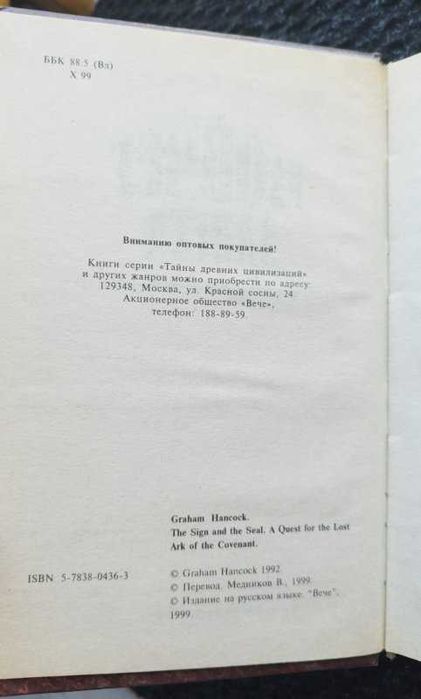 ББК 88.5 (Вл)
Х 99
Вниманию оптовых покупателей!
Книги серии «Тайны древних цивилизаций»
и других жанров можно приобрести по адресу:
129348, Москва, ул. Красной сосны, 24.
Акционерное общество «Вече»,
телефон: 188-89-59.
Graham Hancock.
The Sign and the Seal. A Quest for the Lost
Ark of the Covenant.
ISBN 5-7838-0436-3
© Graham Hancock 1992.
© Перевод. Медников В., 1999.
© Издание на русском языке. "Вече",
1999.